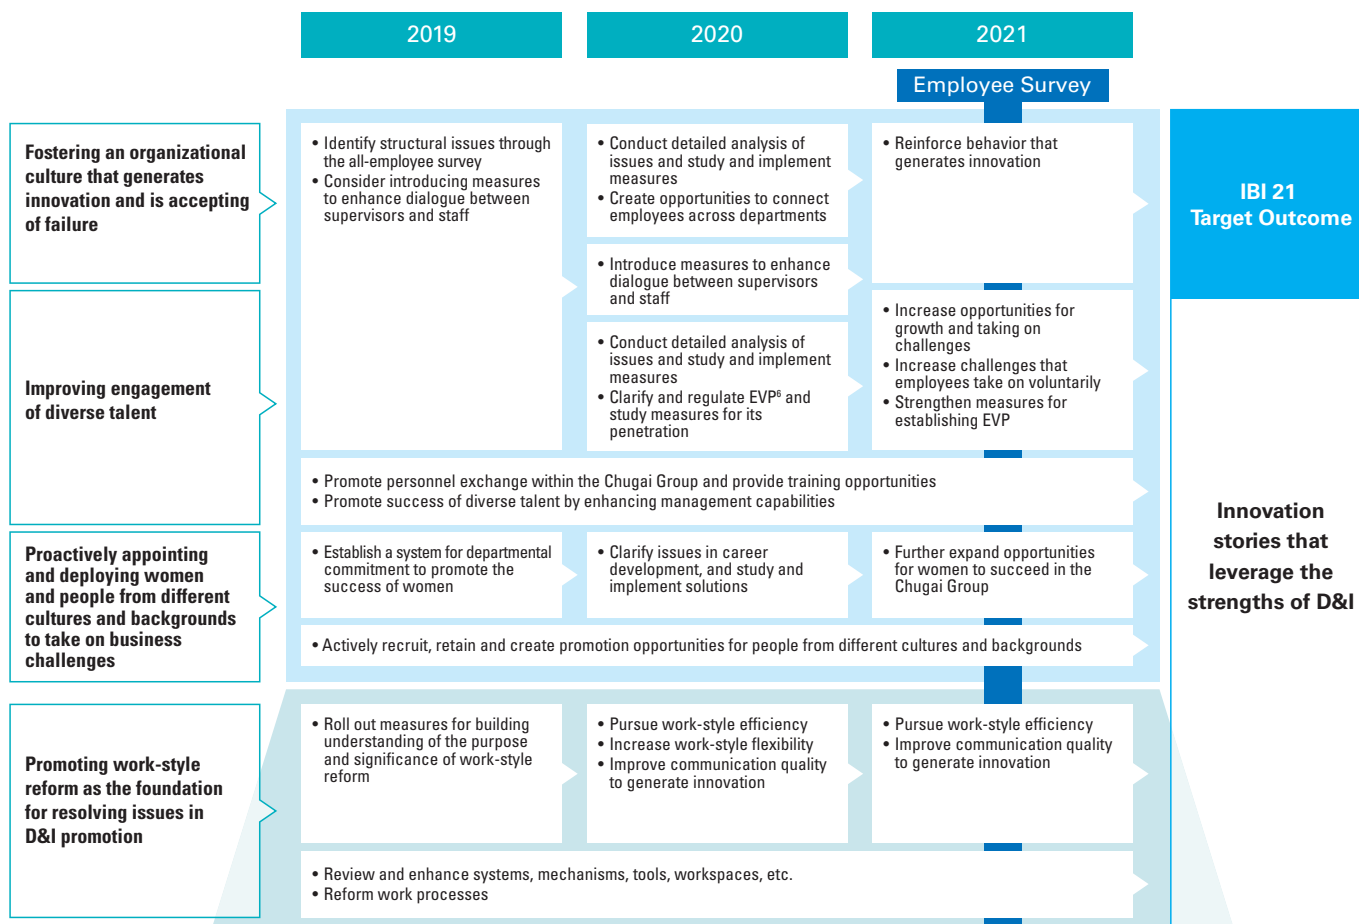 2019
2020
2021
Employee Survey
Fostering an organizational
culture that generates
innovation and is accepting
of failure
• Identify structural issues through
the all-employee survey
• Consider introducing measures
to enhance dialogue between
supervisors and staff
• Conduct detailed analysis of
issues and study and implement
measures
• Create opportunities to connect
employees across departments
• Introduce measures to enhance
dialogue between supervisors
and staff
• Reinforce behavior that
generates innovation
IBI 21
Target Outcome
Improving engagement
of diverse talent
• Conduct detailed analysis of
issues and study and implement
measures
• Clarify and regulate EVP⁶ and
study measures for its
penetration
• Increase opportunities for
growth and taking on
challenges
• Increase challenges that
employees take on voluntarily
• Strengthen measures for
establishing EVP
• Promote personnel exchange within the Chugai Group and provide training opportunities
• Promote success of diverse talent by enhancing management capabilities
Innovation
stories that
leverage the
strengths of D&I
Proactively appointing
and deploying women
and people from different
cultures and backgrounds
to take on business
challenges
• Establish a system for departmental
commitment to promote the
success of women
• Clarify issues in career
development, and study and
implement solutions
• Further expand opportunities
for women to succeed in the
Chugai Group
• Actively recruit, retain and create promotion opportunities for people from different cultures and backgrounds
Promoting work-style
reform as the foundation
for resolving issues in
D&I promotion
• Roll out measures for building
understanding of the purpose
and significance of work-style
reform
• Pursue work-style efficiency
• Increase work-style flexibility
• Improve communication quality
to generate innovation
• Pursue work-style efficiency
• Improve communication quality
to generate innovation
• Review and enhance systems, mechanisms, tools, workspaces, etc.
• Reform work processes